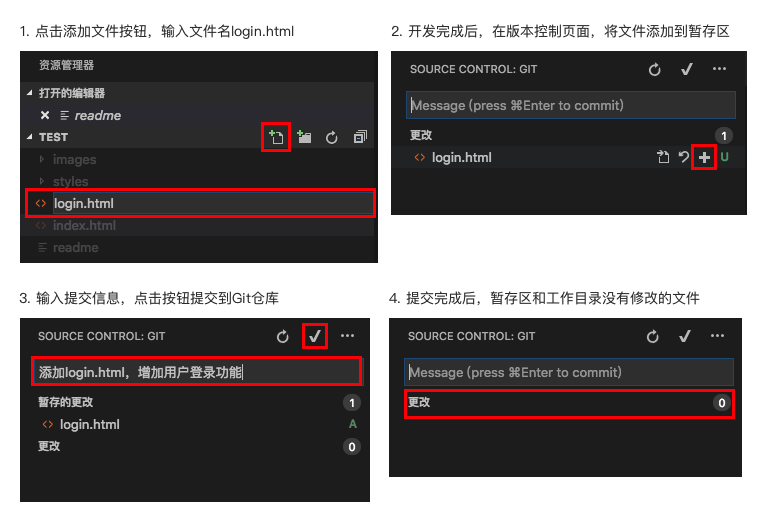 1. 点击添加文件按钮，输入文件名login.html
资源管理器
打开的编辑器
readme
TEST
images
styles
login.html
index.html
readme
2. 开发完成后，在版本控制页面，将文件添加到暂存区
SOURCE CONTROL: GIT
Message (press ⌘Enter to commit)
更改 1
login.html U
3. 输入提交信息，点击按钮提交到Git仓库
SOURCE CONTROL: GIT
添加login.html，增加用户登录功能
暂存的更改 1
login.html A
更改 0
4. 提交完成后，暂存区和工作目录没有修改的文件
SOURCE CONTROL: GIT
Message (press ⌘Enter to commit)
更改 0